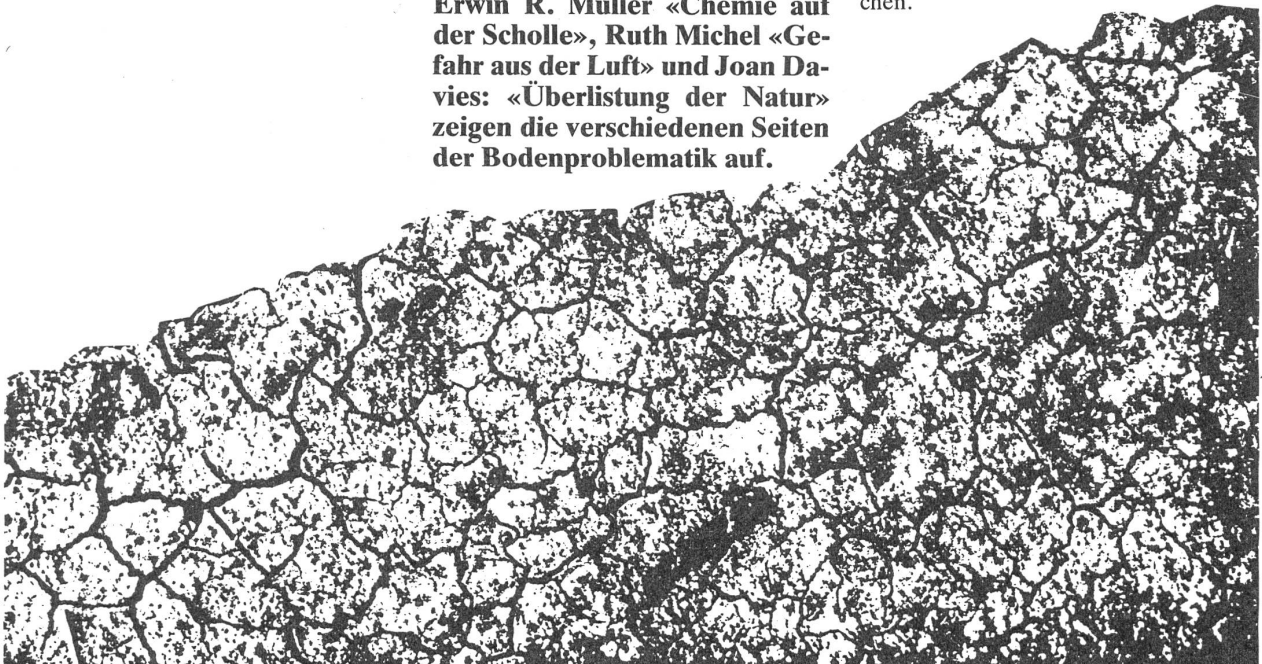 Erwin R. Müller «Chemie auf
der Scholle», Ruth Michel «Ge-
fahr aus der Luft» und Joan Da-
vies: «Überlistung der Natur»
zeigen die verschiedenen Seiten
der Bodenproblematik auf.
chen.